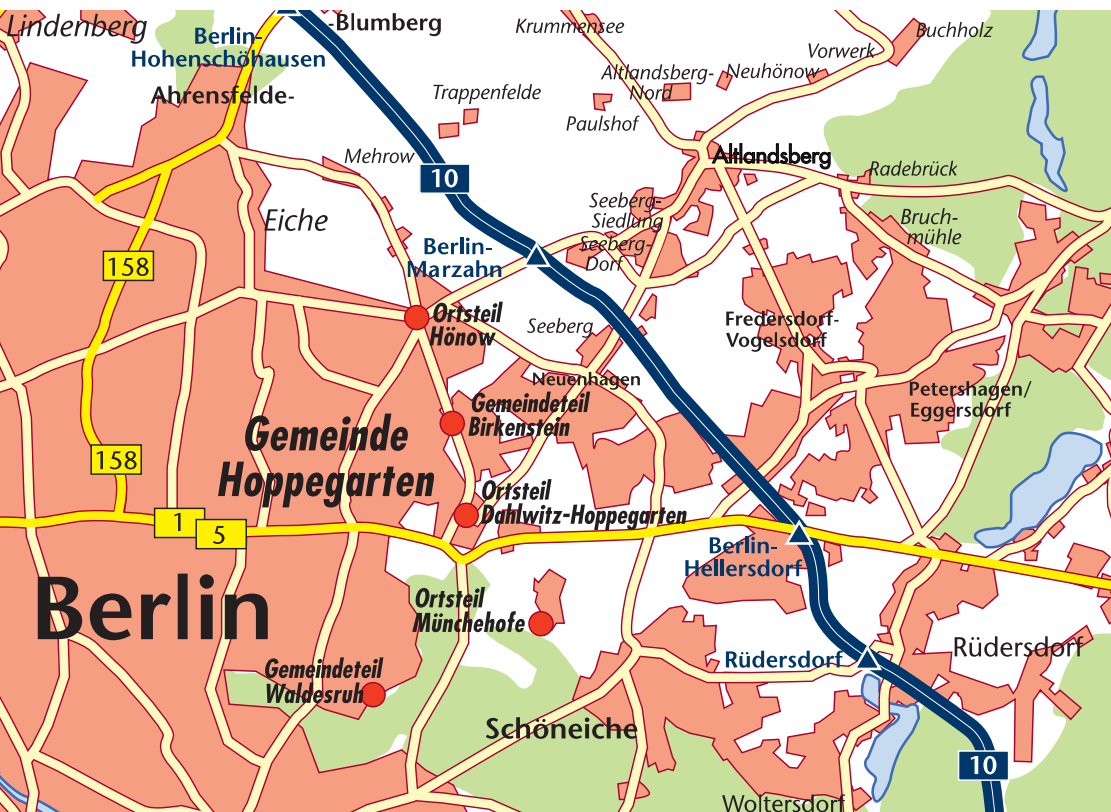 Lindenberg
-Blumberg
Krummensee
Buchholz
Berlin-
Hohenschöhausen
Vorwerk
Ahrensfelde-
Trappenfelde
Altlandsberg-
Nord
Neuhönow
Paulshof
Mehrow
Altlandsberg
Radebrück
10
Eiche
Seeberg-
Siedlung
Bruch-
mühle
Berlin-
Marzahn
Seeberg-
Dorf
158
Ortsteil
Hönow
Seeberg
Fredersdorf-
Vogelsdorf
Neuenhagen
Petershagen/
Eggersdorf
Gemeindeteil
Birkenstein
Gemeinde
Hoppegarten
158
Ortsteil
Dahlwitz-Hoppegarten
1
5
Berlin-
Hellersdorf
Berlin
Ortsteil
Münchehofe
Rüdersdorf
Rüdersdorf
Gemeindeteil
Waldesruh
Schöneiche
10
Woltersdorf